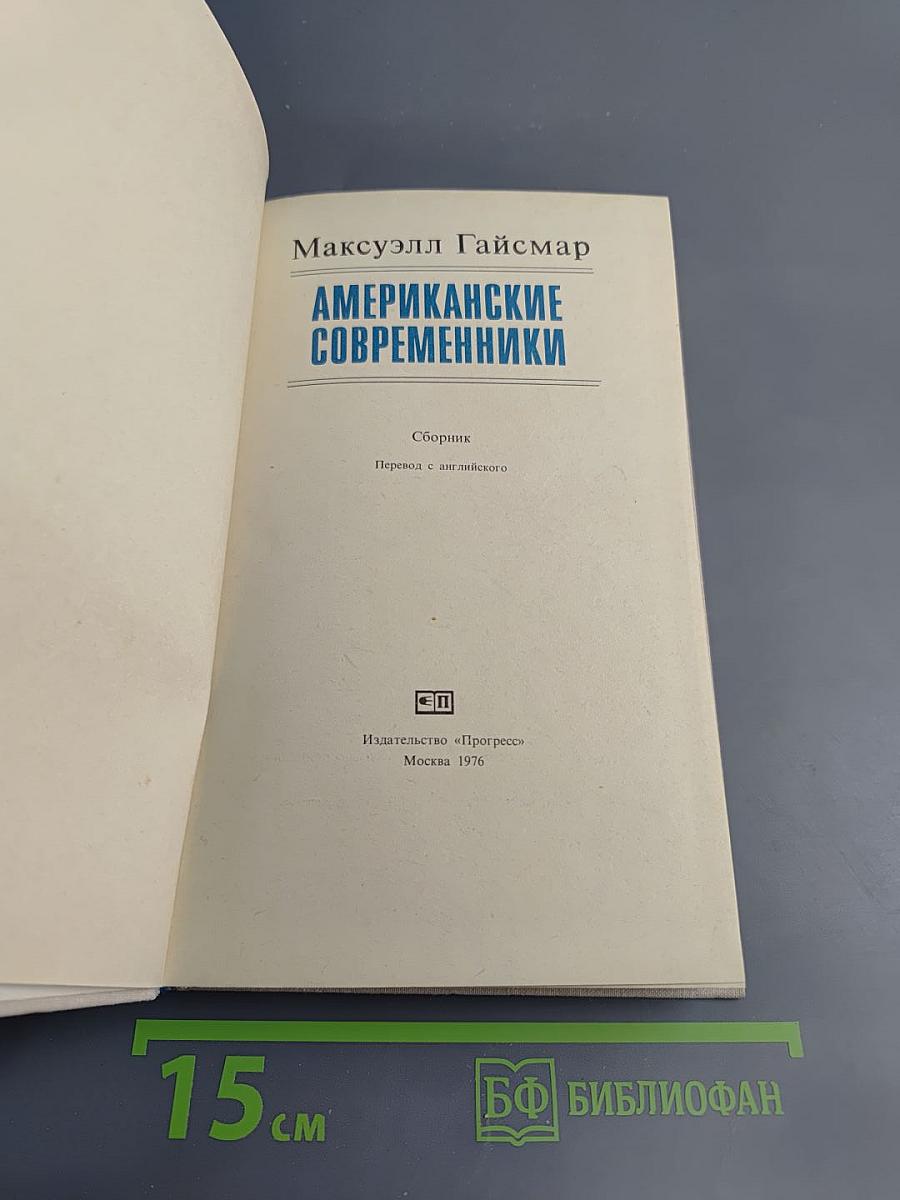 Максуэлл Гайсмар
АМЕРИКАНСКИЕ
СОВРЕМЕННИКИ
Сборник
Перевод с английского
П
Издательство «Прогресс»
Москва 1976
15 см
БФ БИБЛИОФАН